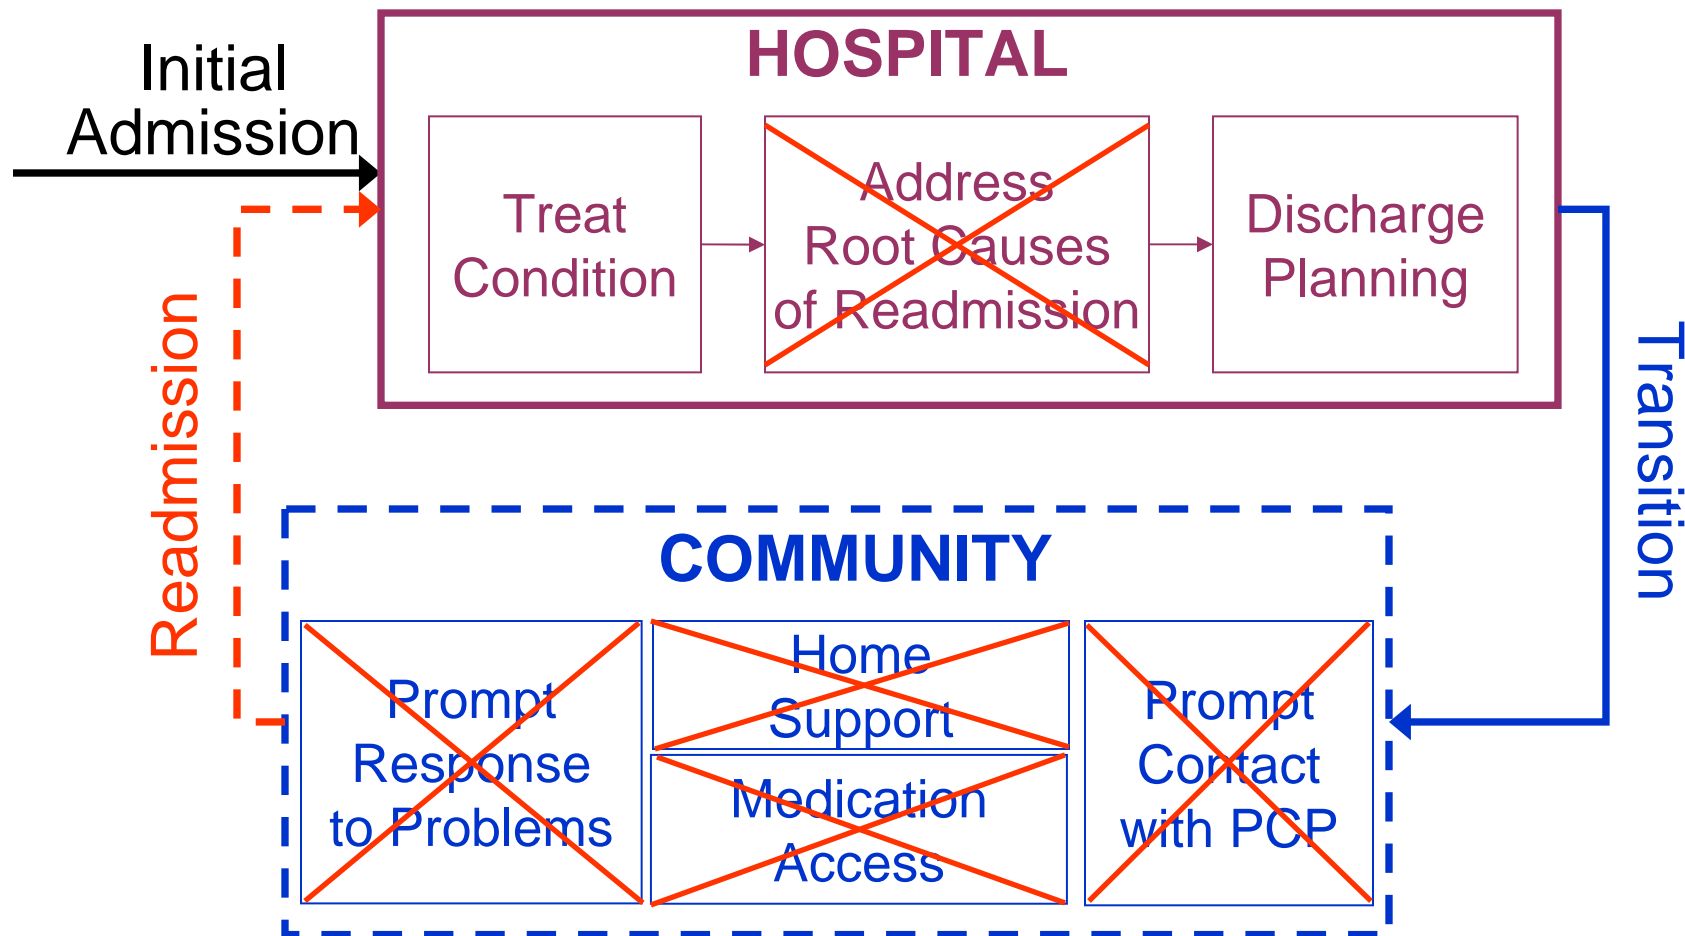 Initial
Admission
HOSPITAL
Treat
Condition
Address
Root Causes
of Readmission
Discharge
Planning
Transition
Readmission
COMMUNITY
Prompt
Response
to Problems
Home
Support
Medication
Access
Prompt
Contact
with PCP